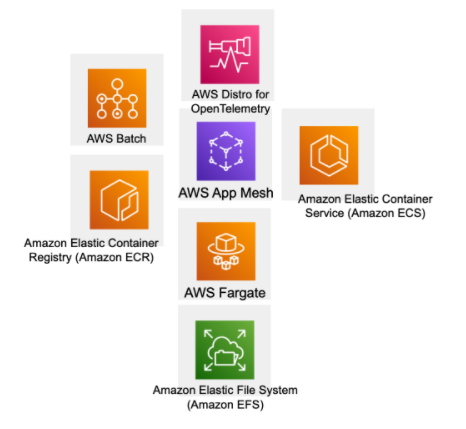 AWS Distro for
OpenTelemetry
AWS Batch
AWS App Mesh
Amazon Elastic Container
Service (Amazon ECS)
Amazon Elastic Container
Registry (Amazon ECR)
AWS Fargate
Amazon Elastic File System
(Amazon EFS)